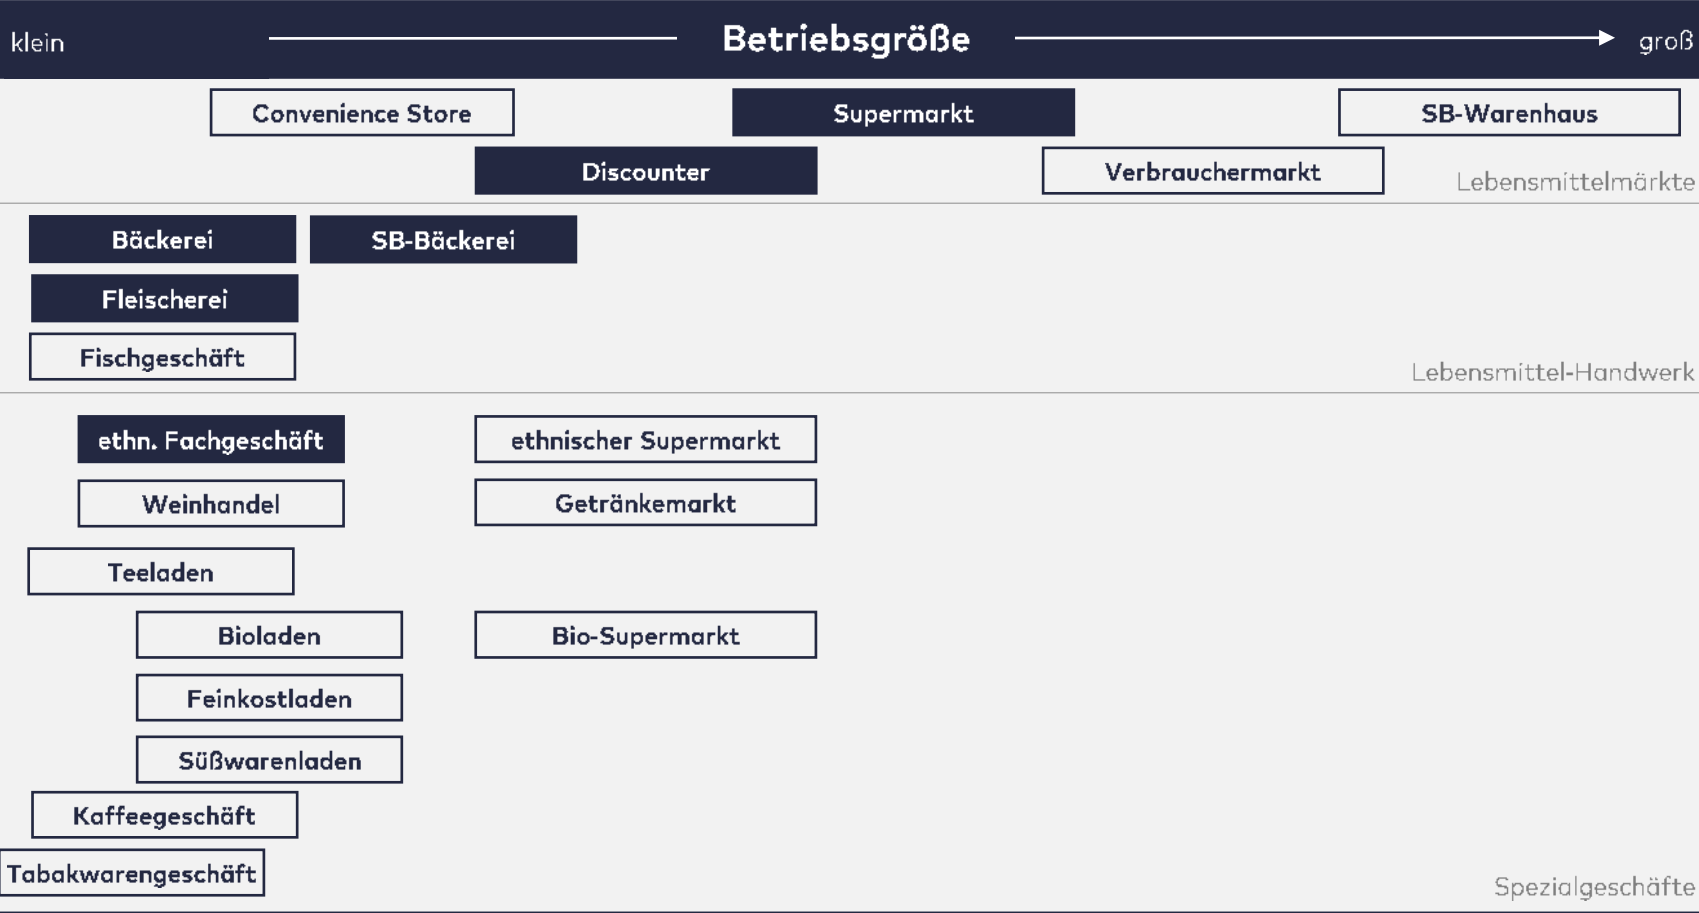 klein Betriebsgröße groß
Convenience Store Supermarkt SB-Warenhaus
Discounter Verbrauchermarkt
Lebensmittelmärkte
Bäckerei SB-Bäckerei
Fleischerei
Fischgeschäft
Lebensmittel-Handwerk
ethn. Fachgeschäft ethnischer Supermarkt
Weinhandel Getränkemarkt
Teeladen
Bioladen Bio-Supermarkt
Feinkostladen
Süßwarenladen
Kaffeegeschäft
Tabakwarengeschäft
Spezialgeschäfte